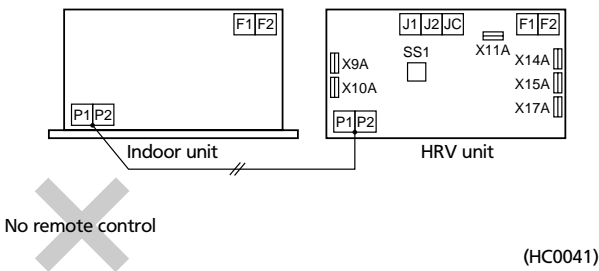 F1 F2
J1 J2 JC
F1 F2
SS1
X11A
X9A
X14A
X10A
X15A
X17A
P1 P2
P1 P2
Indoor unit
HRV unit
No remote control
(HC0041)